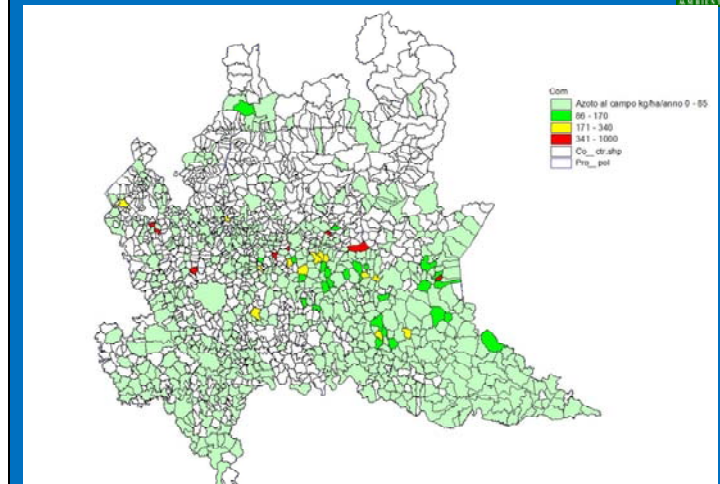 Com
Azoto al campo kg/ha/anno 0 - 85
86 - 170
171 - 340
341 - 1000
Co__ctr.shp
Pro__pol